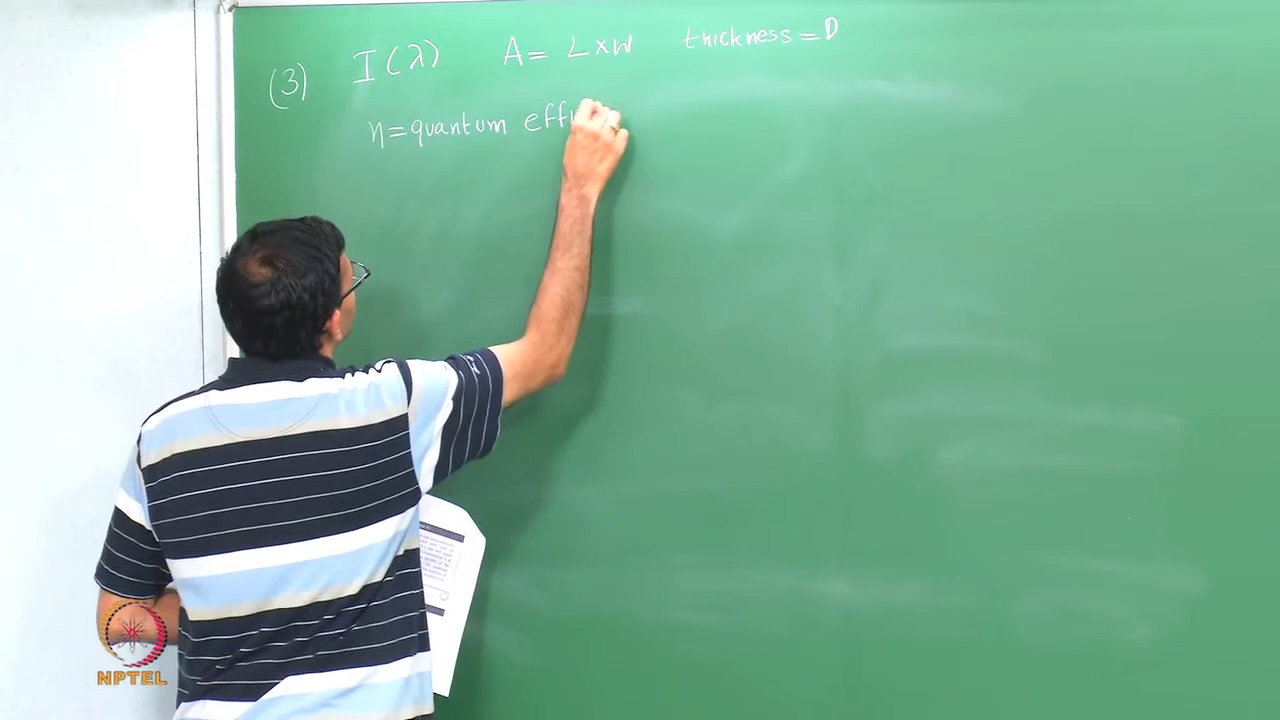 (3) I(λ) A = L×W thickness = D
η = quantum eff
NPTEL